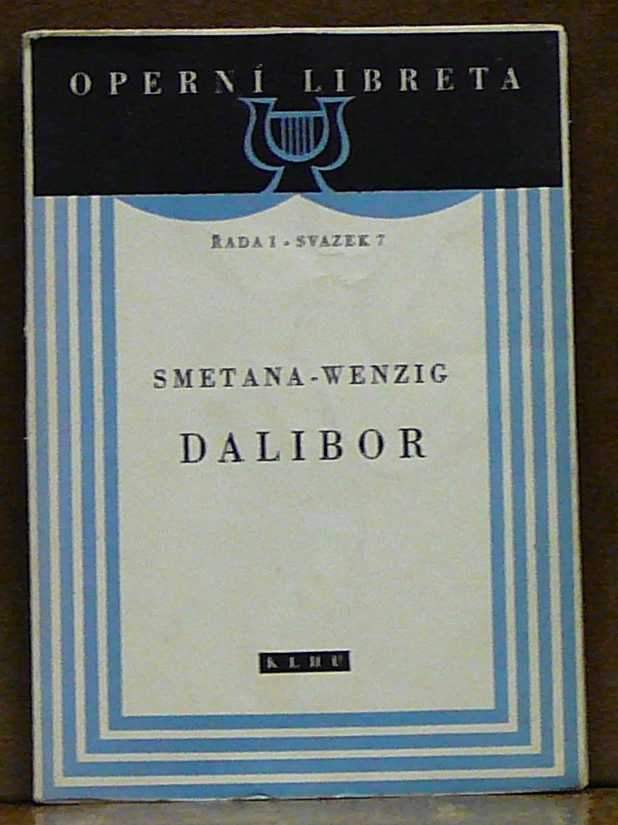 OPERNÍ LIBRETA
ŘADA I - SVAZEK 7
SMETANA-WENZIG
DALIBOR
KLHU